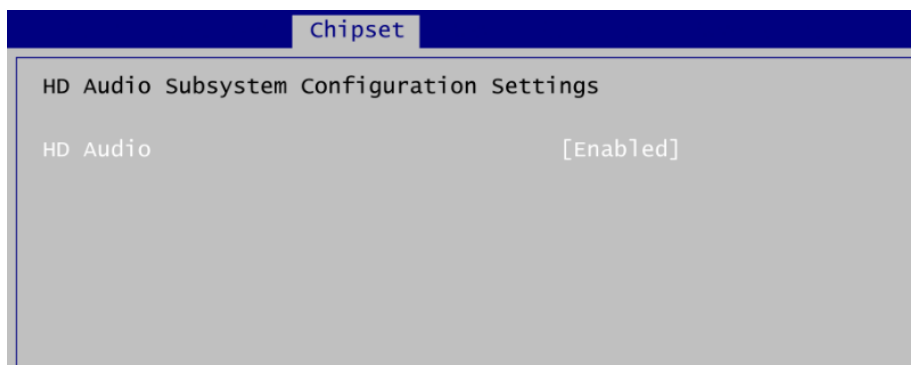 Chipset
HD Audio Subsystem Configuration Settings
HD Audio [Enabled]